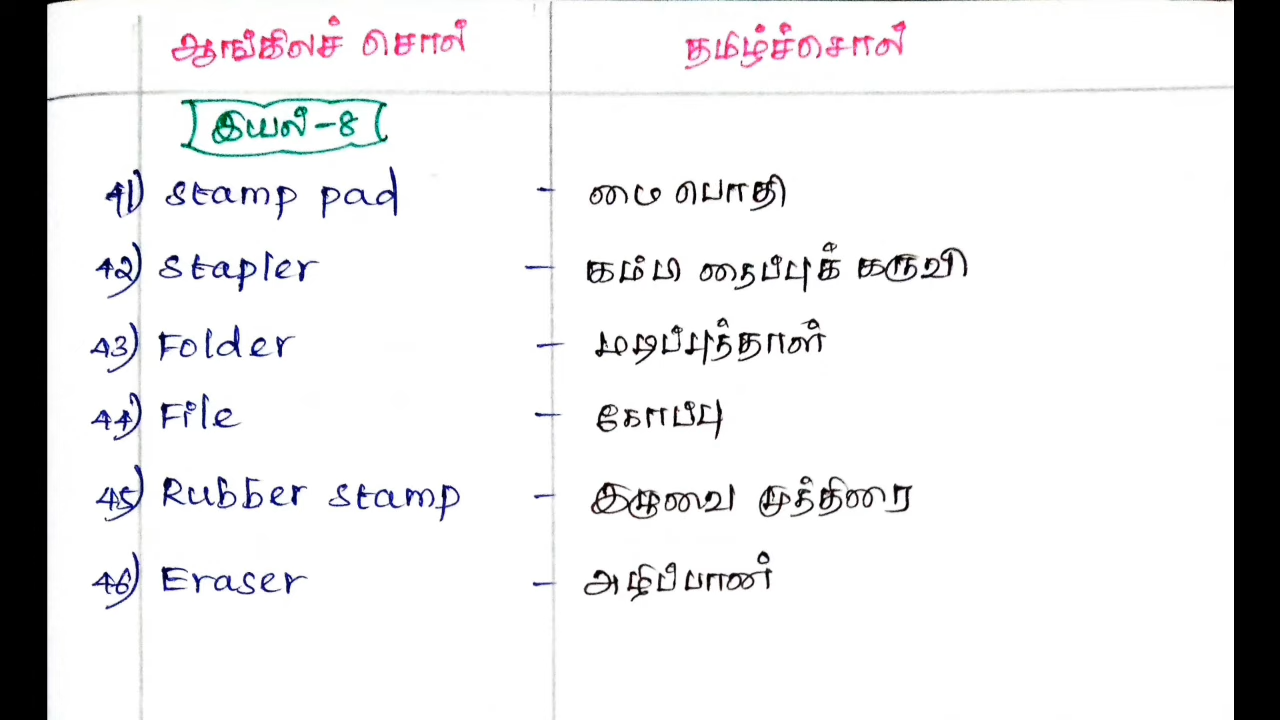 ஆங்கிலச் சொல் தமிழ்ச்சொல்
இயல் -8
41) Stamp pad - மை பொதி
42) Stapler - கம்பி தைப்புக் கருவி
43) Folder - மடிப்புத்தாள்
44) File - கோப்பு
45) Rubber stamp - இழுவை முத்திரை
46) Eraser - அழிப்பான்